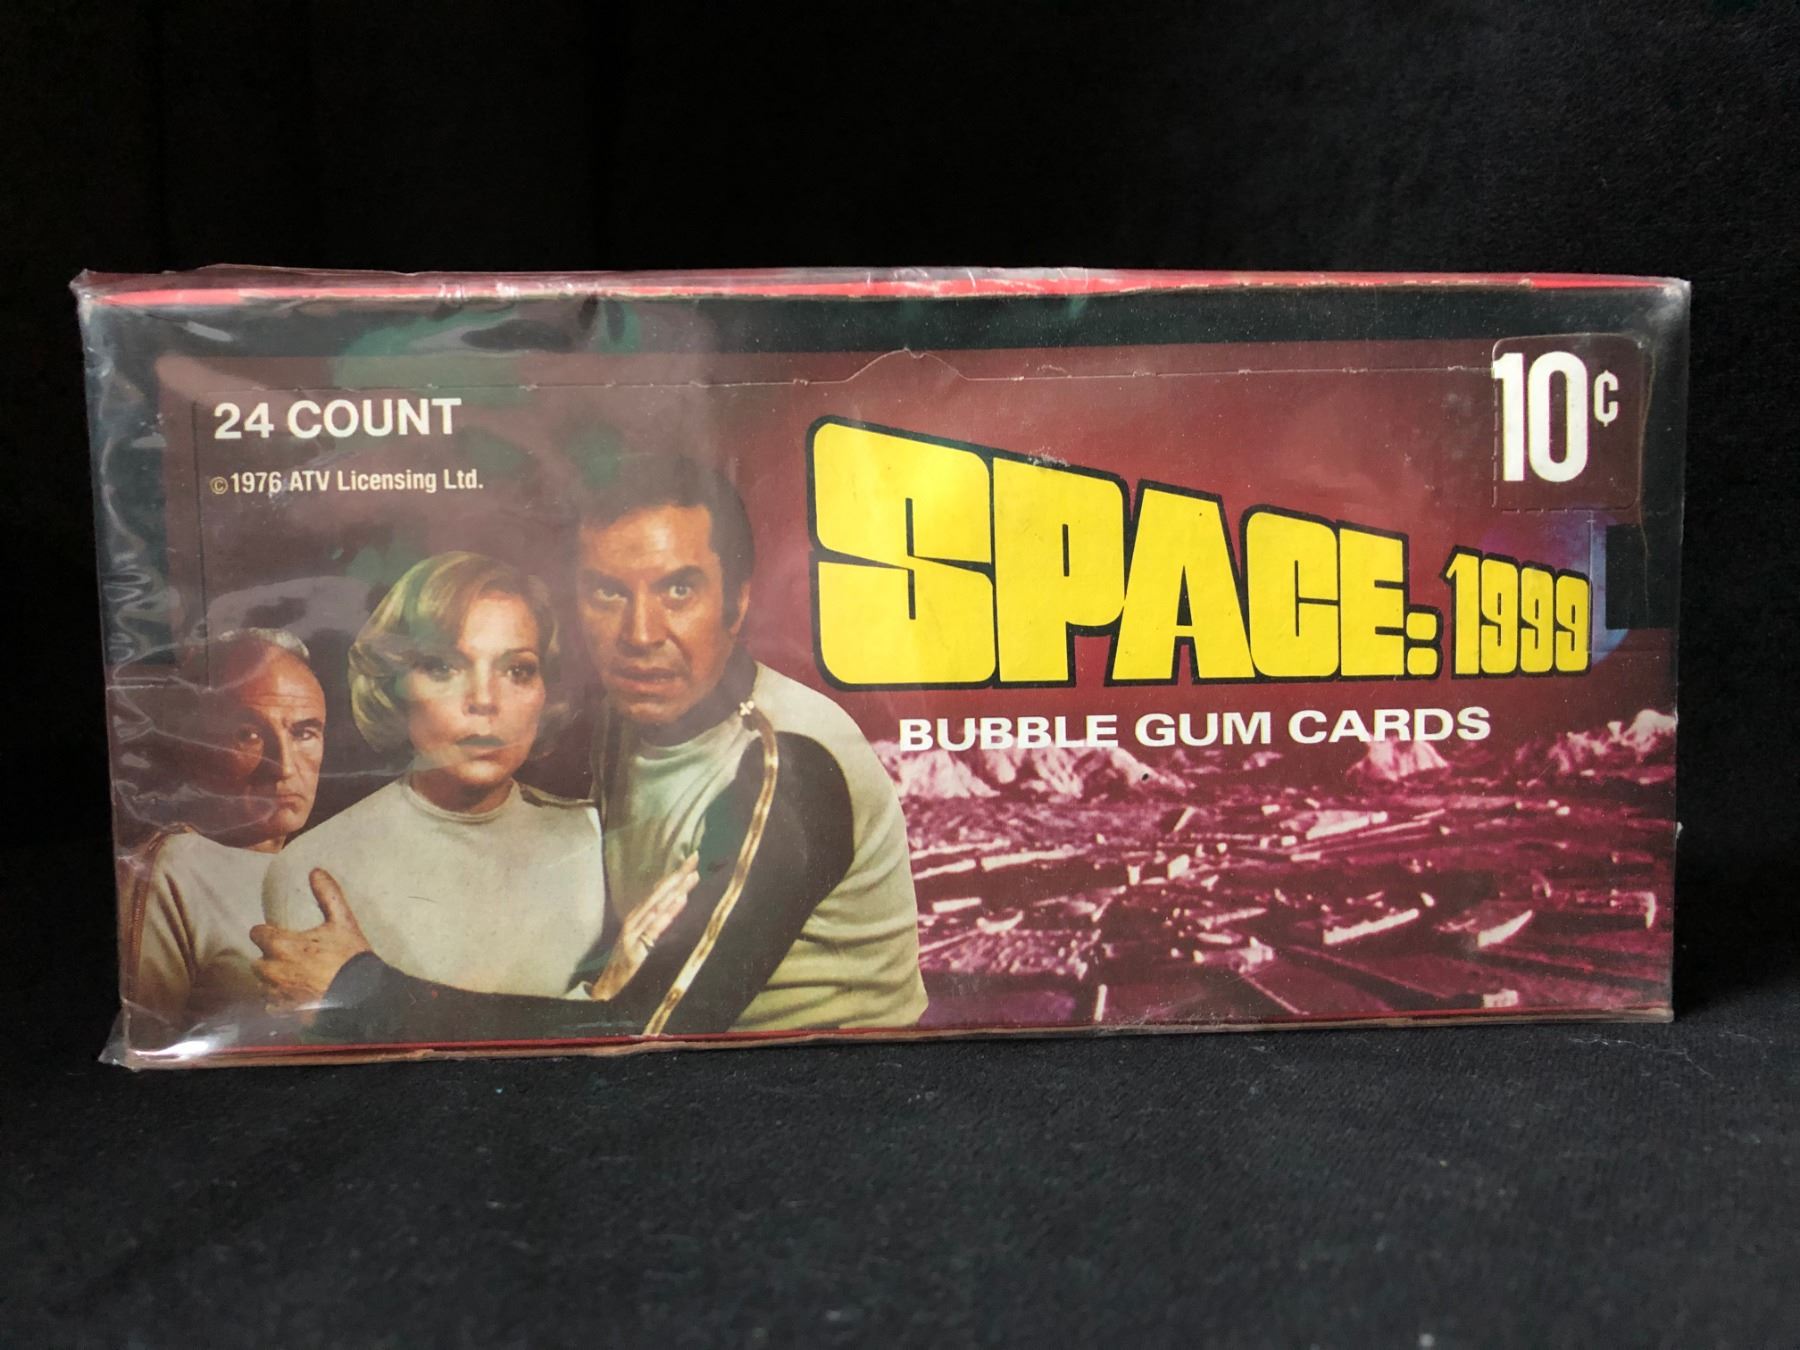 24 COUNT
©1976 ATV Licensing Ltd.
10¢
SPACE: 1999
BUBBLE GUM CARDS